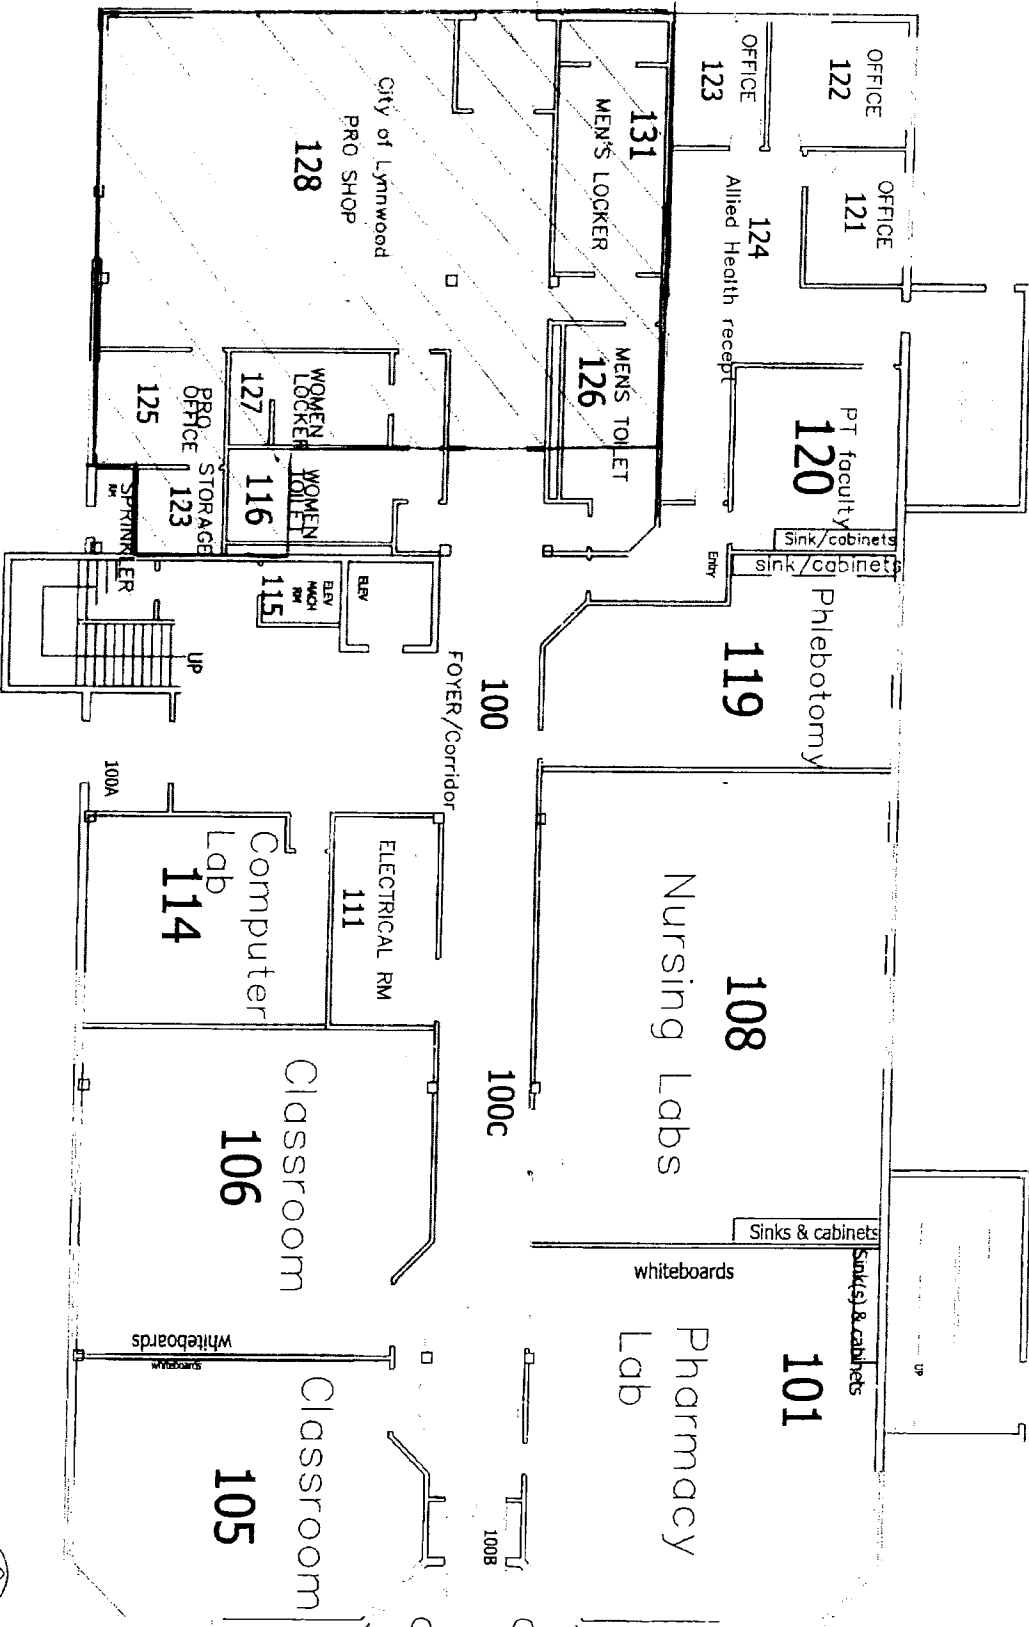 OFFICE
122
OFFICE
123
OFFICE
121
124
Allied Health recept
131
MEN'S LOCKER
City of Lynnwood
PRO SHOP
128
MENS TOILET
126
PT faculty
120
Sink/cabinets
sink/cabinets
WOMEN
LOCKER
127
PRO
OFFICE
125
WOMEN
TOILET
116
STORAGE
123
SPRINKLER
RM
Entry
Phlebotomy
119
ELEV
ELEV
MACH
RM
115
UP
100
FOYER/Corridor
100A
Computer
Lab
114
ELECTRICAL RM
111
108
Nursing Labs
100c
Classroom
106
Sinks & cabinets
whiteboards
Sink(s) & cabinets
UP
whiteboards
whiteboards
101
Pharmacy
Lab
Classroom
105
100B